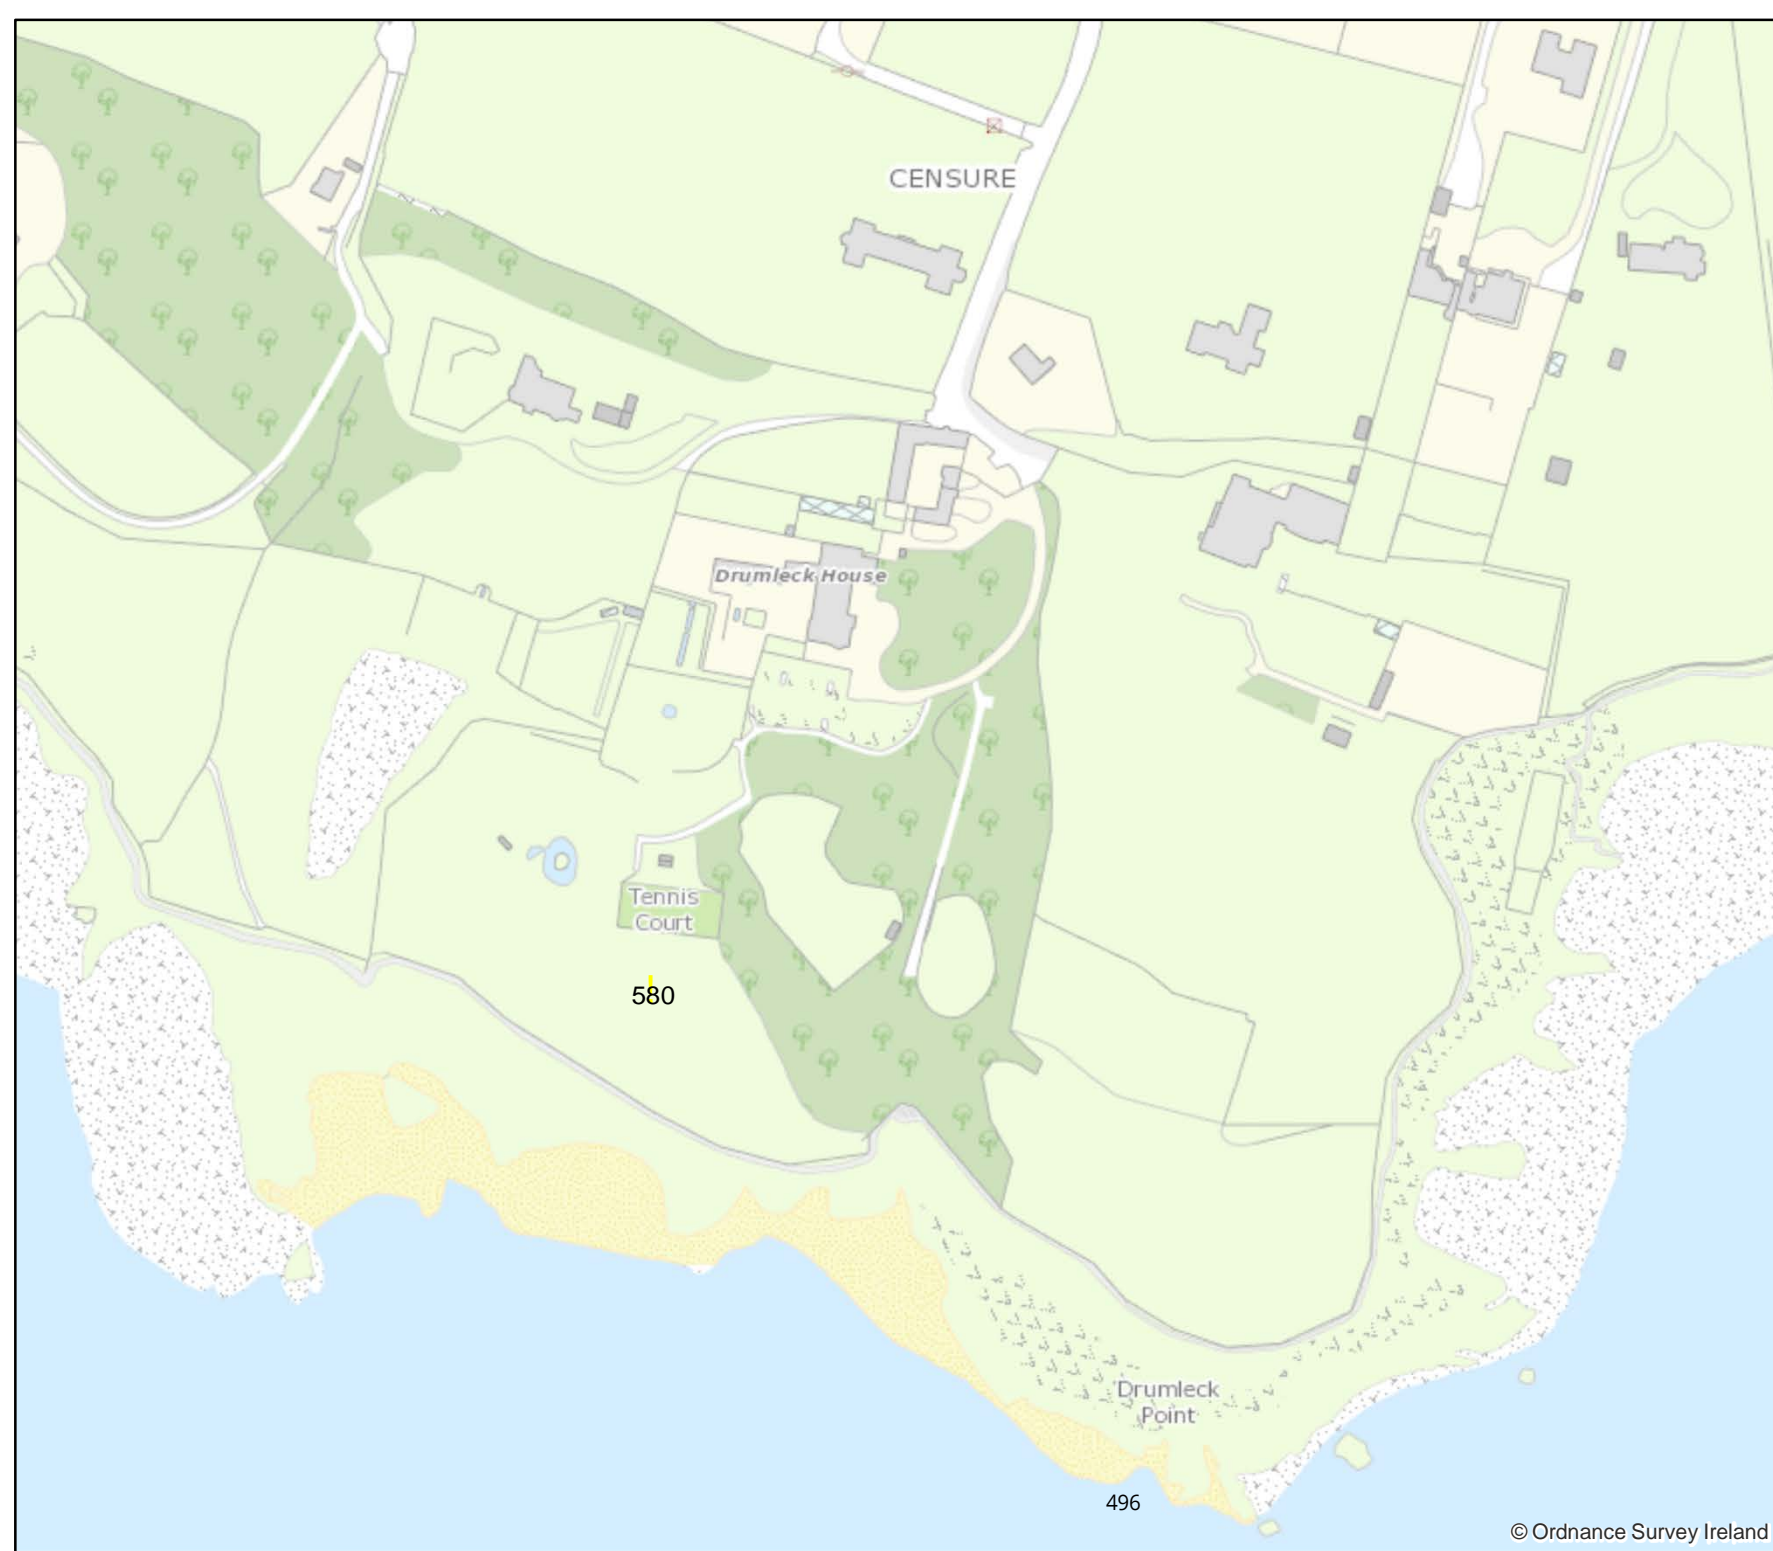 CENSURE
Drumleck House
Tennis
Court
580
Drumleck
Point
496
© Ordnance Survey Ireland